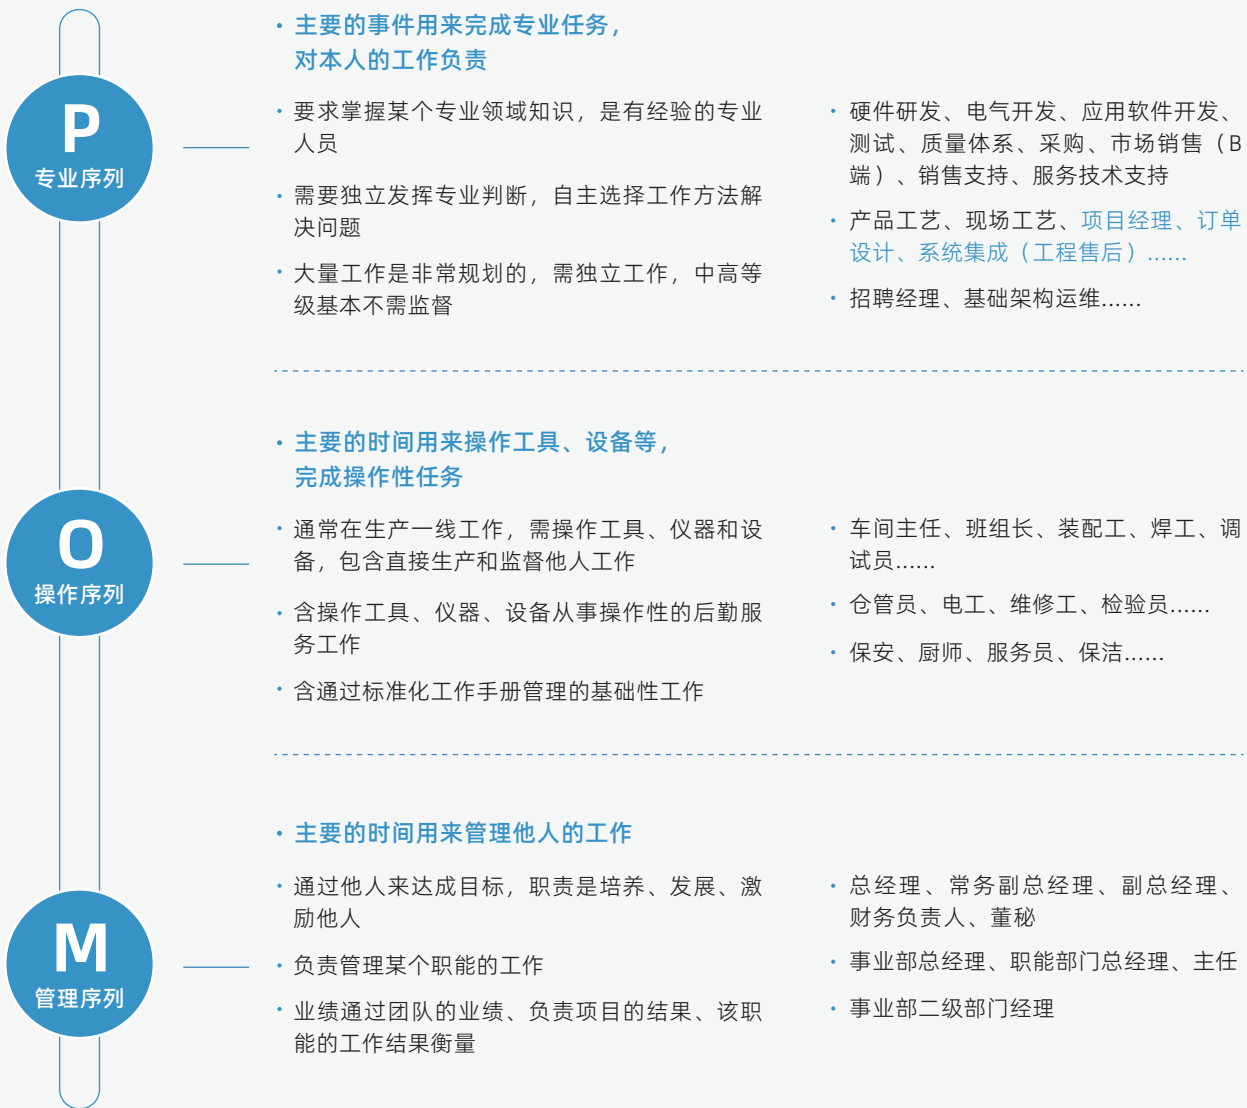 P
专业序列
· 主要的事件用来完成专业任务，
对本人的工作负责
· 要求掌握某个专业领域知识，是有经验的专业
人员
· 需要独立发挥专业判断，自主选择工作方法解
决问题
· 大量工作是非常规划的，需独立工作，中高等
级基本不需监督
· 硬件研发、电气开发、应用软件开发、
测试、质量体系、采购、市场销售（B
端）、销售支持、服务技术支持
· 产品工艺、现场工艺、项目经理、订单
设计、系统集成（工程售后）......
· 招聘经理、基础架构运维......
O
操作序列
· 主要的时间用来操作工具、设备等，
完成操作性任务
· 通常在生产一线工作，需操作工具、仪器和设
备，包含直接生产和监督他人工作
· 含操作工具、仪器、设备从事操作性的后勤服
务工作
· 含通过标准化工作手册管理的基础性工作
· 车间主任、班组长、装配工、焊工、调
试员......
· 仓管员、电工、维修工、检验员......
· 保安、厨师、服务员、保洁......
M
管理序列
· 主要的时间用来管理他人的工作
· 通过他人来达成目标，职责是培养、发展、激
励他人
· 负责管理某个职能的工作
· 业绩通过团队的业绩、负责项目的结果、该职
能的工作结果衡量
· 总经理、常务副总经理、副总经理、
财务负责人、董秘
· 事业部总经理、职能部门总经理、主任
· 事业部二级部门经理